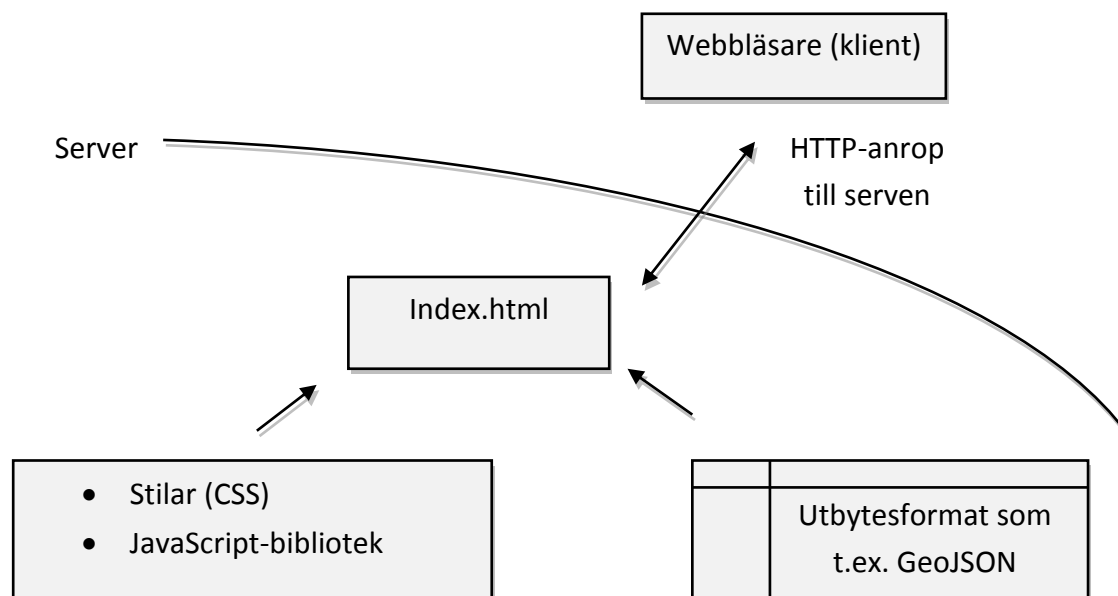 Webbläsare (klient)
Server
HTTP-anrop
till serven
Index.html
• Stilar (CSS)
• JavaScript-bibliotek
Utbytesformat som
t.ex. GeoJSON